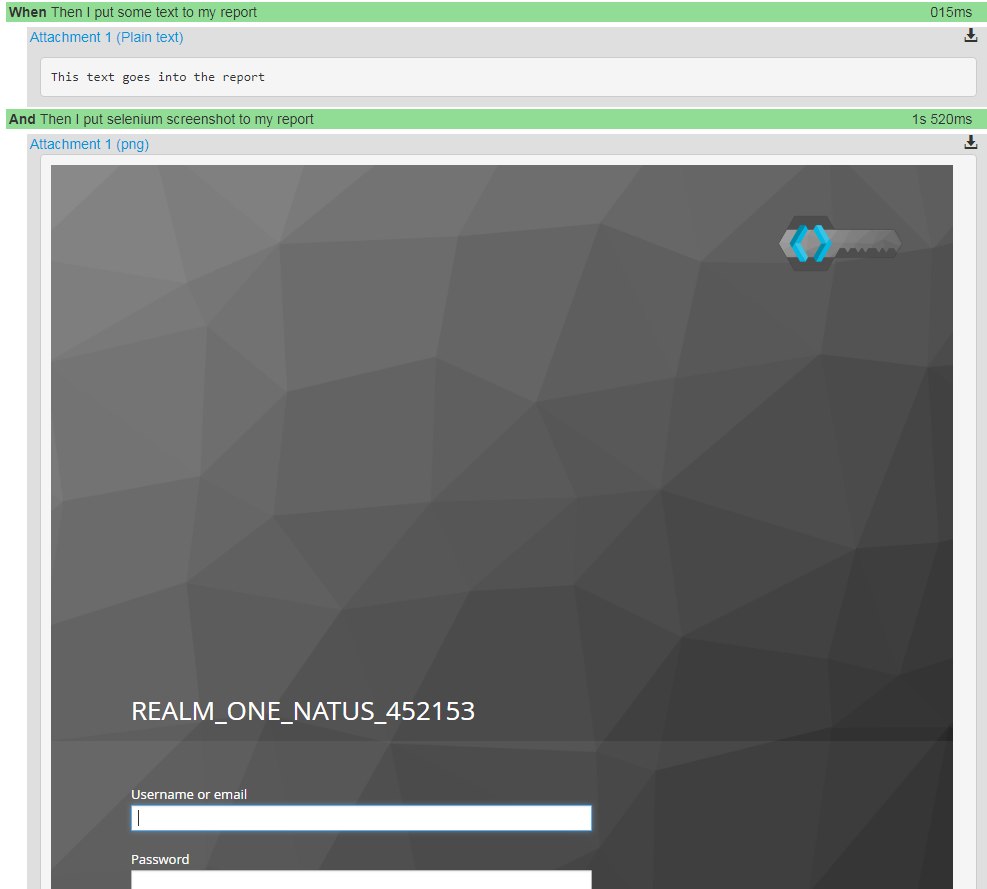 When Then I put some text to my report 015ms
Attachment 1 (Plain text)
This text goes into the report
And Then I put selenium screenshot to my report 1s 520ms
Attachment 1 (png)
REALM_ONE_NATUS_452153
Username or email
Password